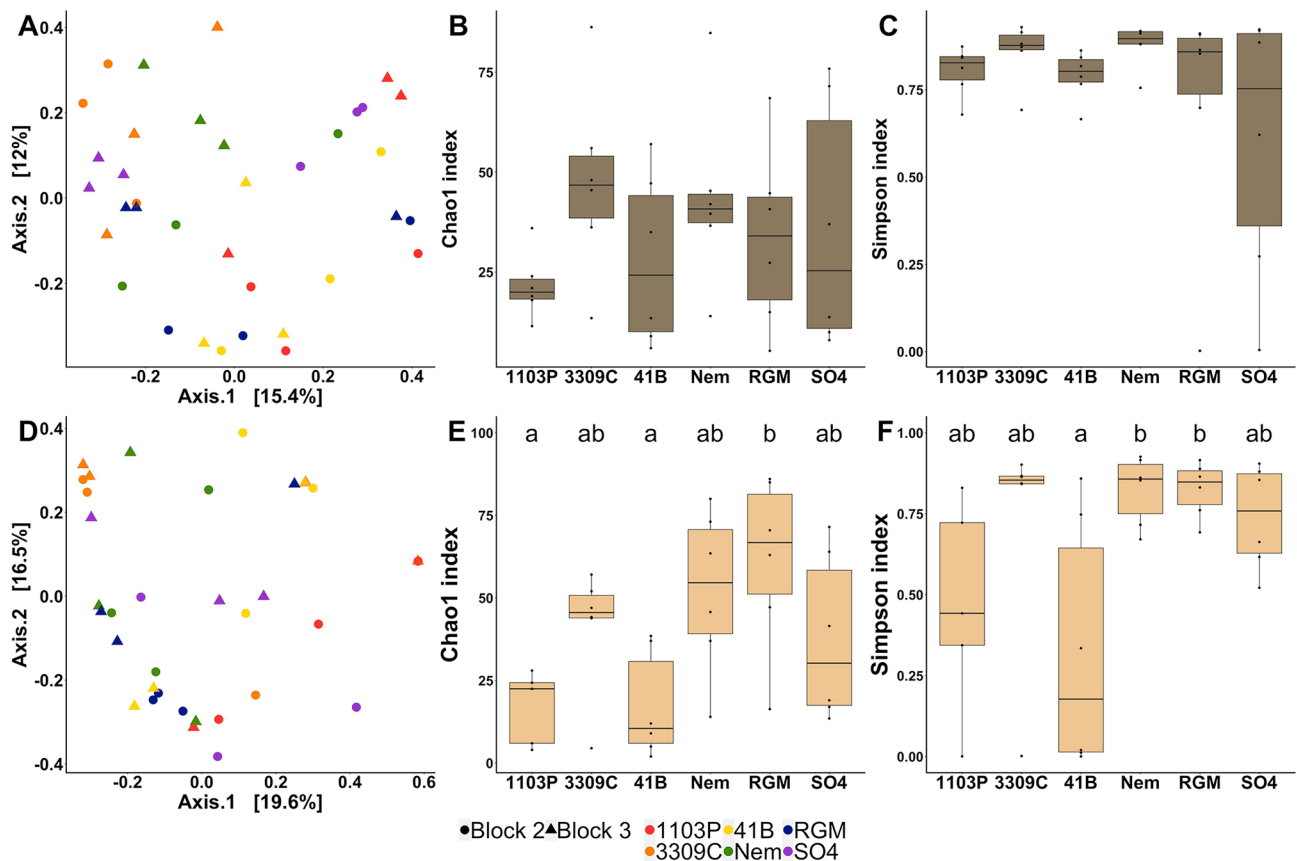 A
0.4
0.2
0.0
-0.2
Axis.2 [12%]
-0.2 0.0 0.2 0.4
Axis.1 [15.4%]
B
75
50
25
Chao1 index
1103P 3309C 41B Nem RGM SO4
C
0.75
0.50
0.25
0.00
Simpson index
1103P 3309C 41B Nem RGM SO4
D
0.4
0.2
0.0
-0.2
-0.4
Axis.2 [16.5%]
-0.2 0.0 0.2 0.4 0.6
Axis.1 [19.6%]
E
100
75
50
25
0
Chao1 index
a ab a ab b ab
1103P 3309C 41B Nem RGM SO4
F
1.00
0.75
0.50
0.25
0.00
Simpson index
ab ab a b b ab
1103P 3309C 41B Nem RGM SO4
Block 2 Block 3 1103P 41B RGM
3309C Nem SO4